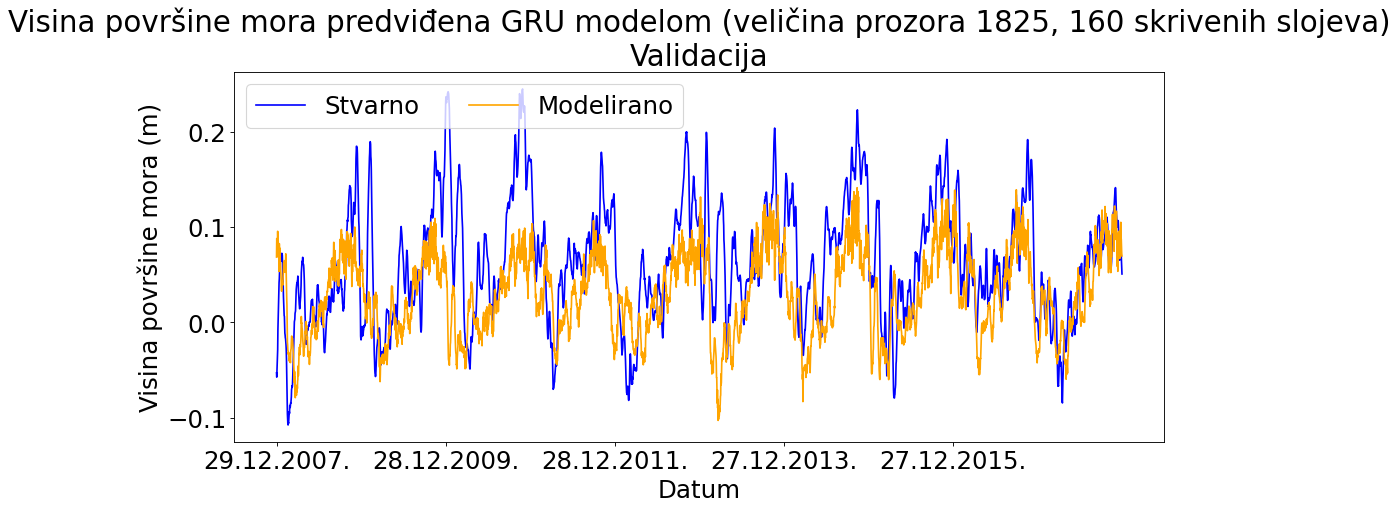 Visina površine mora predviđena GRU modelom (veličina prozora 1825, 160 skrivenih slojeva)
Validacija
Stvarno
Modelirano
Visina površine mora (m)
0.2
0.1
0.0
−0.1
29.12.2007.
28.12.2009.
28.12.2011.
27.12.2013.
27.12.2015.
Datum